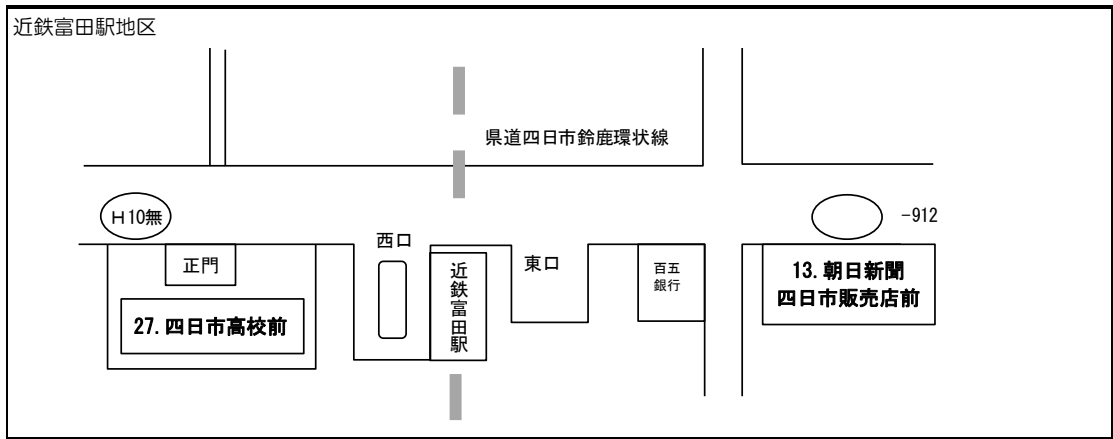 近鉄富田駅地区
県道四日市鈴鹿環状線
H10無
-912
西口
東口
正門
近鉄富田駅
百五
銀行
13.朝日新聞
四日市販売店前
27.四日市高校前